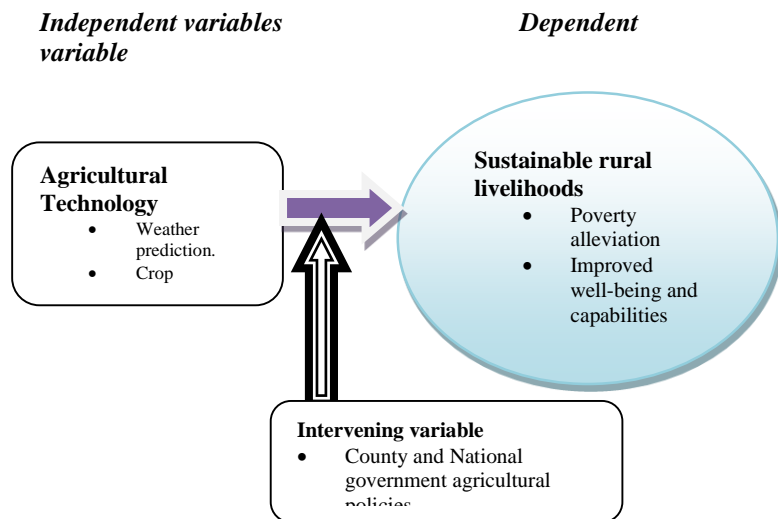 Independent variables Dependent
variable
Agricultural
Technology
• Weather
prediction.
• Crop
Sustainable rural
livelihoods
• Poverty
alleviation
• Improved
well-being and
capabilities
Intervening variable
• County and National
government agricultural
policies